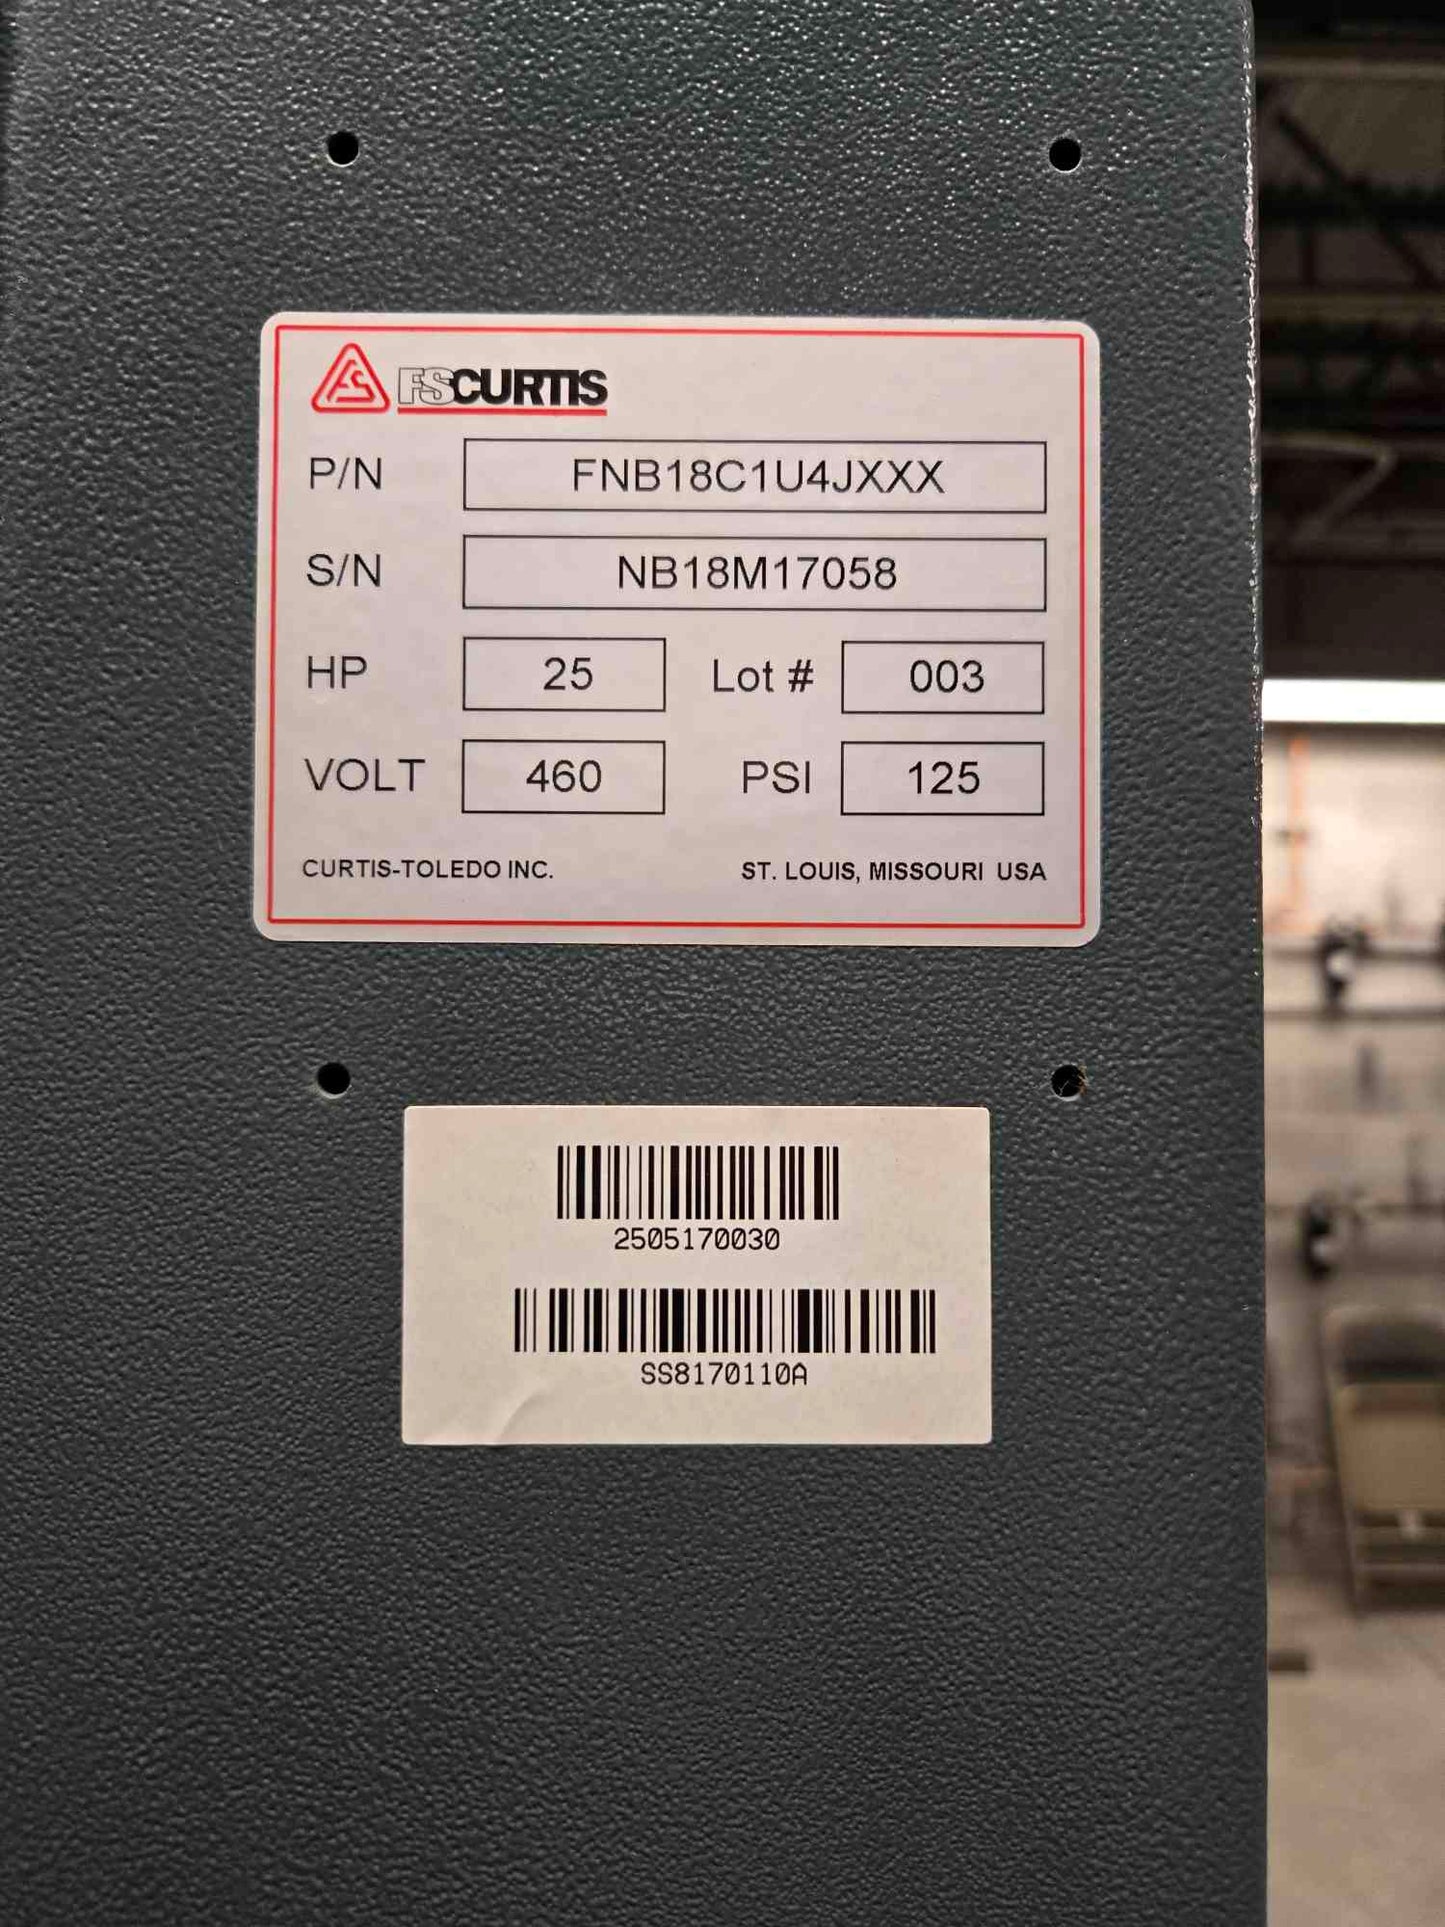 FS FSCURTIS
P/N FNB18C1U4JXXX
S/N NB18M17058
HP 25 Lot # 003
VOLT 460 PSI 125
CURTIS-TOLEDO INC. ST. LOUIS, MISSOURI USA
2505170030
SS8170110A